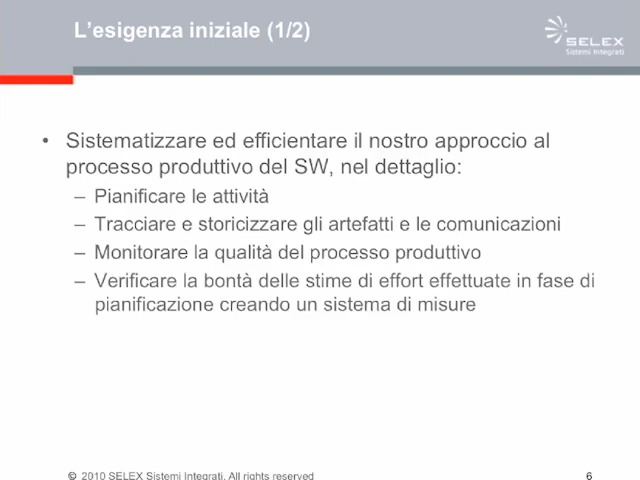 L'esigenza iniziale (1/2)
SELEX
Sistemi Integrati
• Sistematizzare ed efficientare il nostro approccio al
processo produttivo del SW, nel dettaglio:
– Pianificare le attività
– Tracciare e storicizzare gli artefatti e le comunicazioni
– Monitorare la qualità del processo produttivo
– Verificare la bontà delle stime di effort effettuate in fase di
pianificazione creando un sistema di misure
© 2010 SELEX Sistemi Integrati. All rights reserved
6